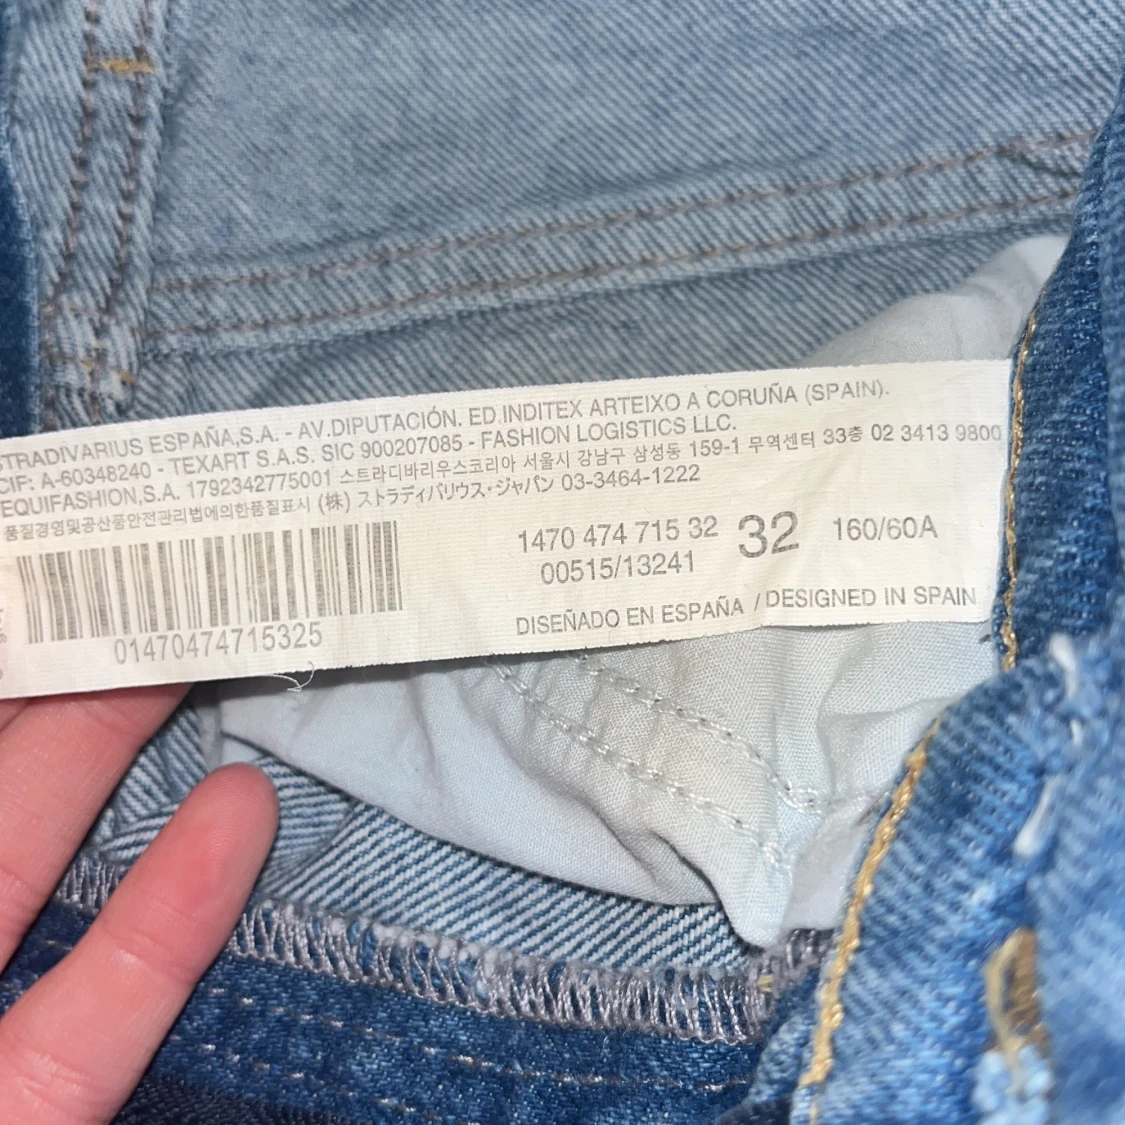 STRADIVARIUS ESPAÑA,S.A. - AV.DIPUTACIÓN. ED.INDITEX ARTEIXO A CORUÑA (SPAIN).
CIF: A-60348240 - TEXART S.A.S. SIC 900207085 - FASHION LOGISTICS LLC.
EQUIFASHION,S.A. 1792342775001 스트라디바리우스코리아 서울시 강남구 삼성동 159-1 무역센터 33층 02 3413 9800
품질경영및공산품안전관리법에의한품질표시 (株) ストラディバリウス・ジャパン 03-3464-1222
1470 474 715 32
00515/13241
32
160/60A
DISEÑADO EN ESPAÑA / DESIGNED IN SPAIN
01470474715325